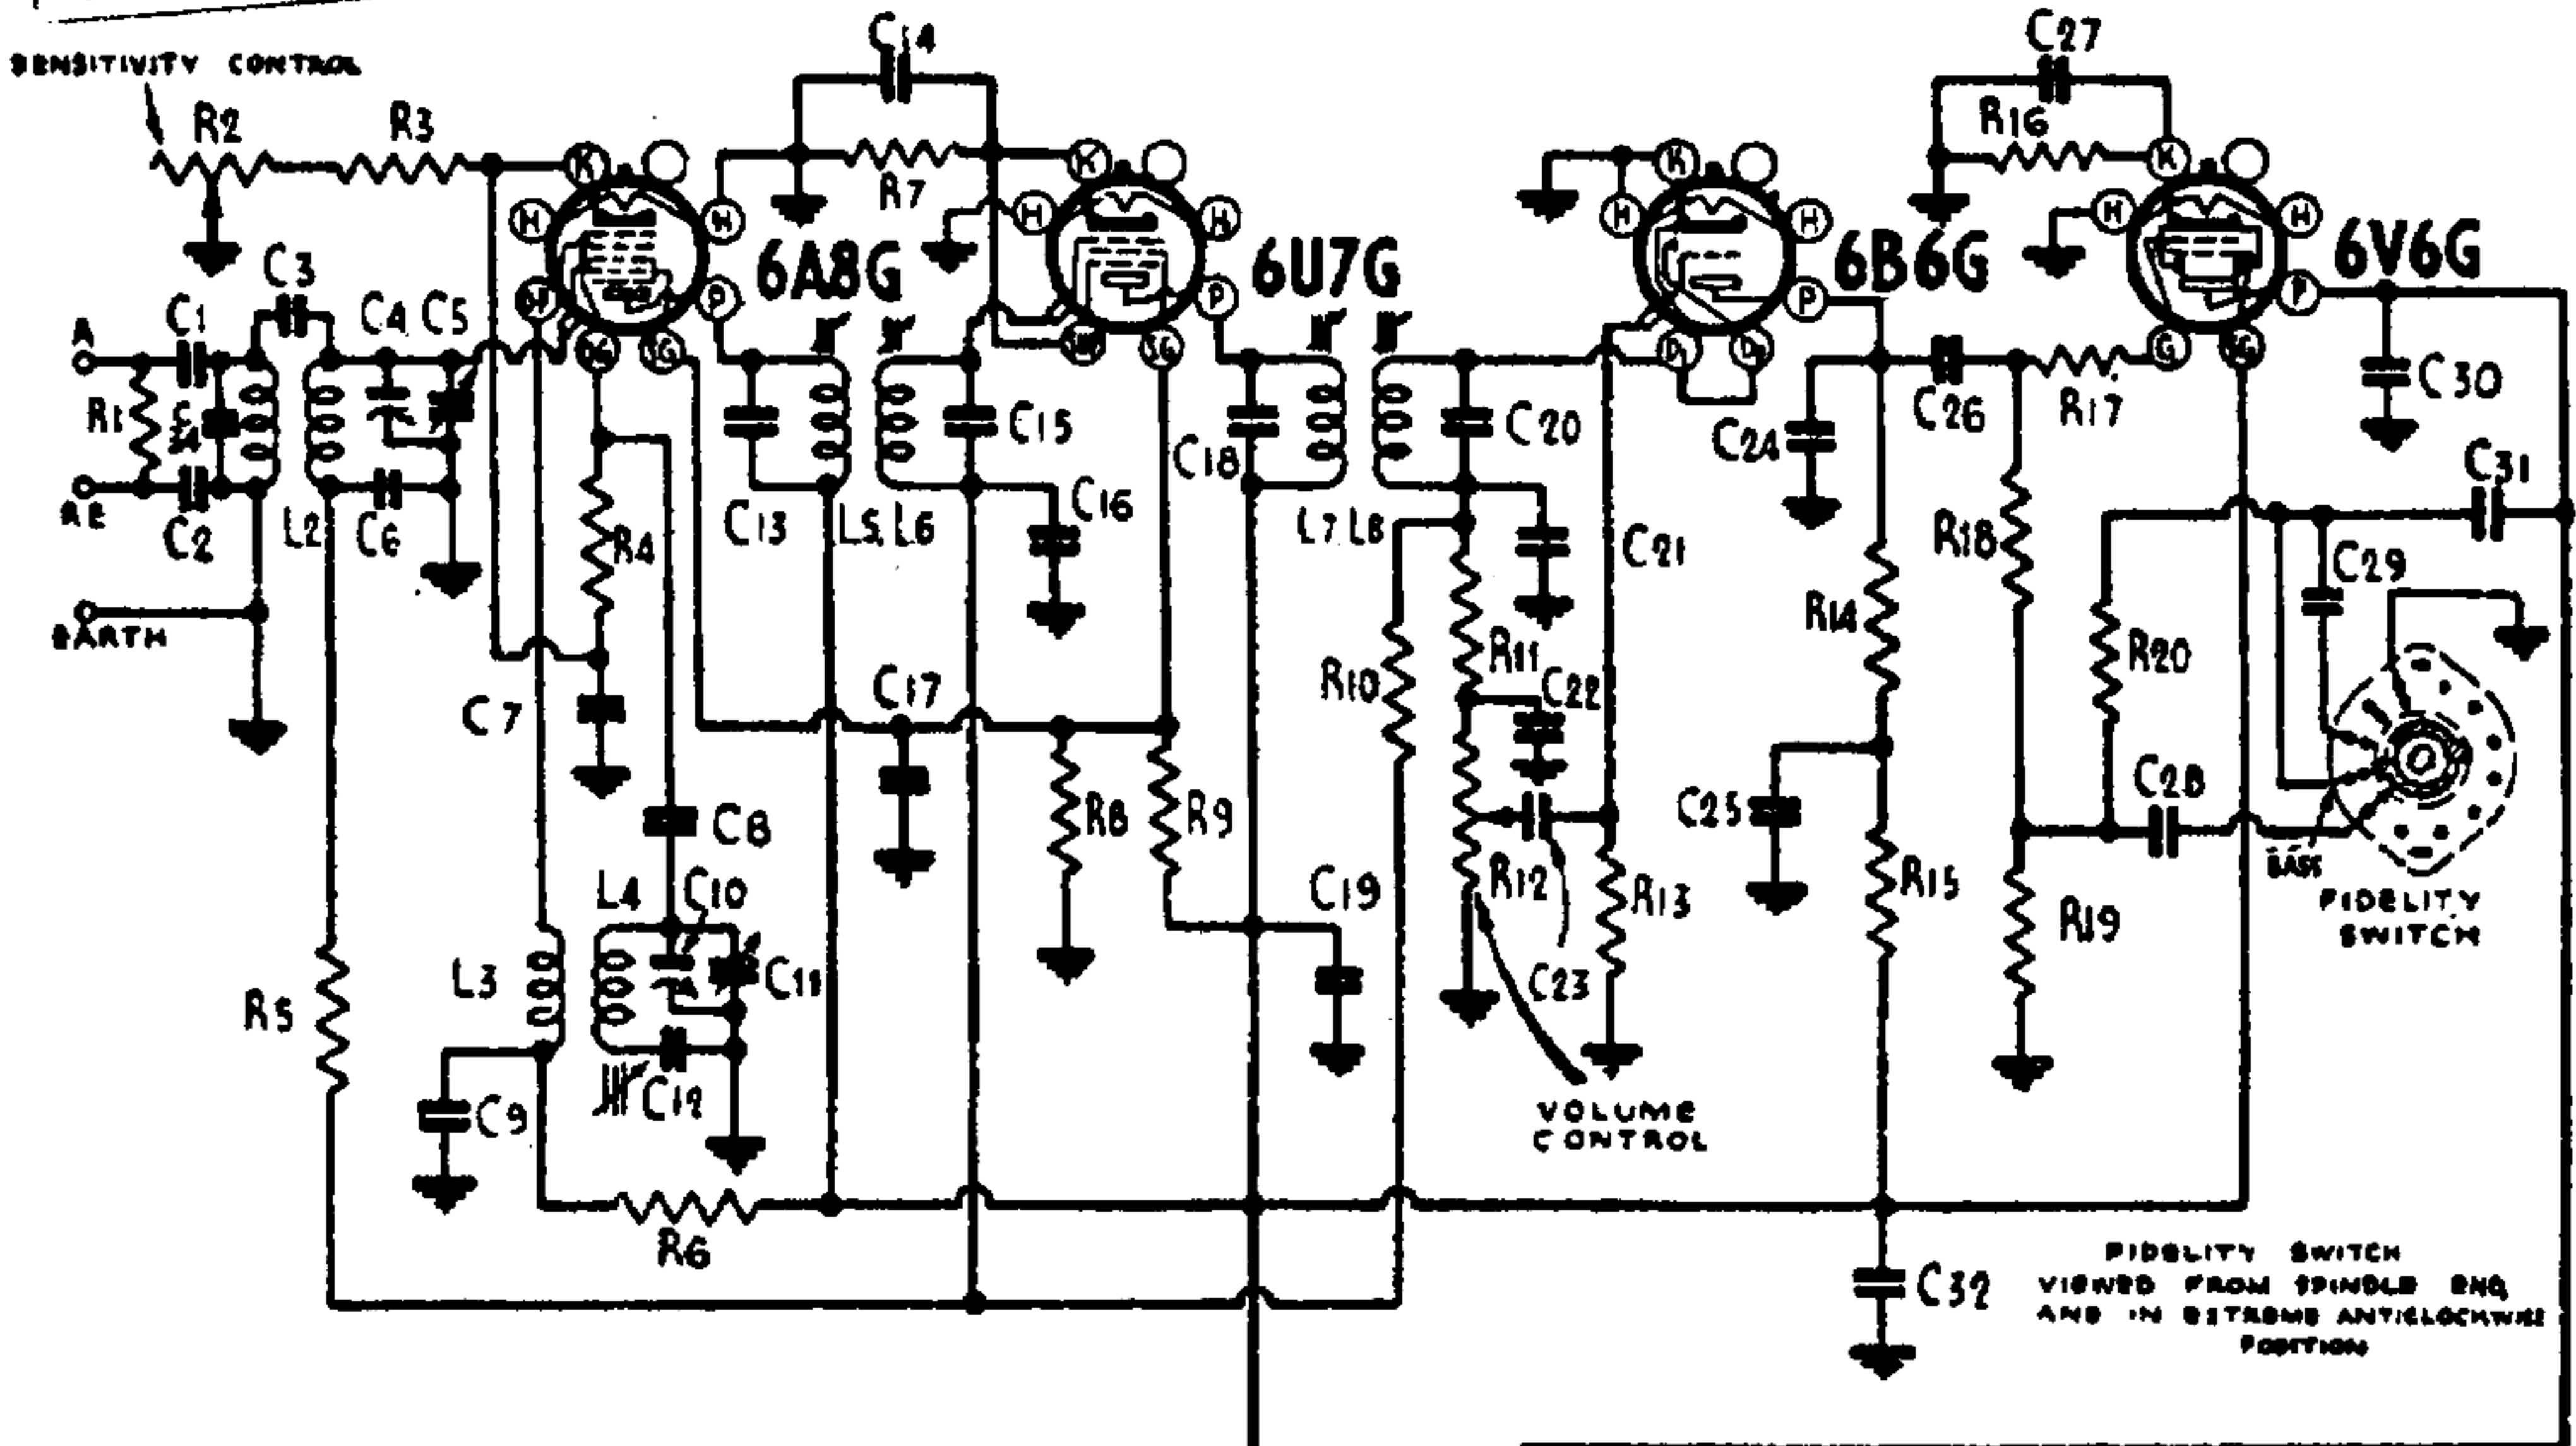 SENSITIVITY CONTROL
R2
R3
C14
R7
C27
R16
K
K
K
K
H
H
H
H
H
H
H
H
6A8G
6U7G
6B6G
6V6G
P
P
P
P
SG
SG
G
SG
A
C1
C3
C4
C5
R1
AE
C2
L2
C6
EARTH
R4
C7
C13
L5
L6
C15
C16
C18
L7
L8
C20
C21
C24
C26
R17
C30
C31
C29
R18
R14
R20
C28
BASS
FIDELITY
SWITCH
R10
R11
C22
C17
C8
R8
R9
C19
R12
C23
R13
C25
R15
R19
L3
L4
C10
C11
C12
C9
R5
R6
VOLUME
CONTROL
C32
FIDELITY SWITCH
VIEWED FROM SPINDLE END
AND IN EXTREME ANTICLOCKWISE
POSITION